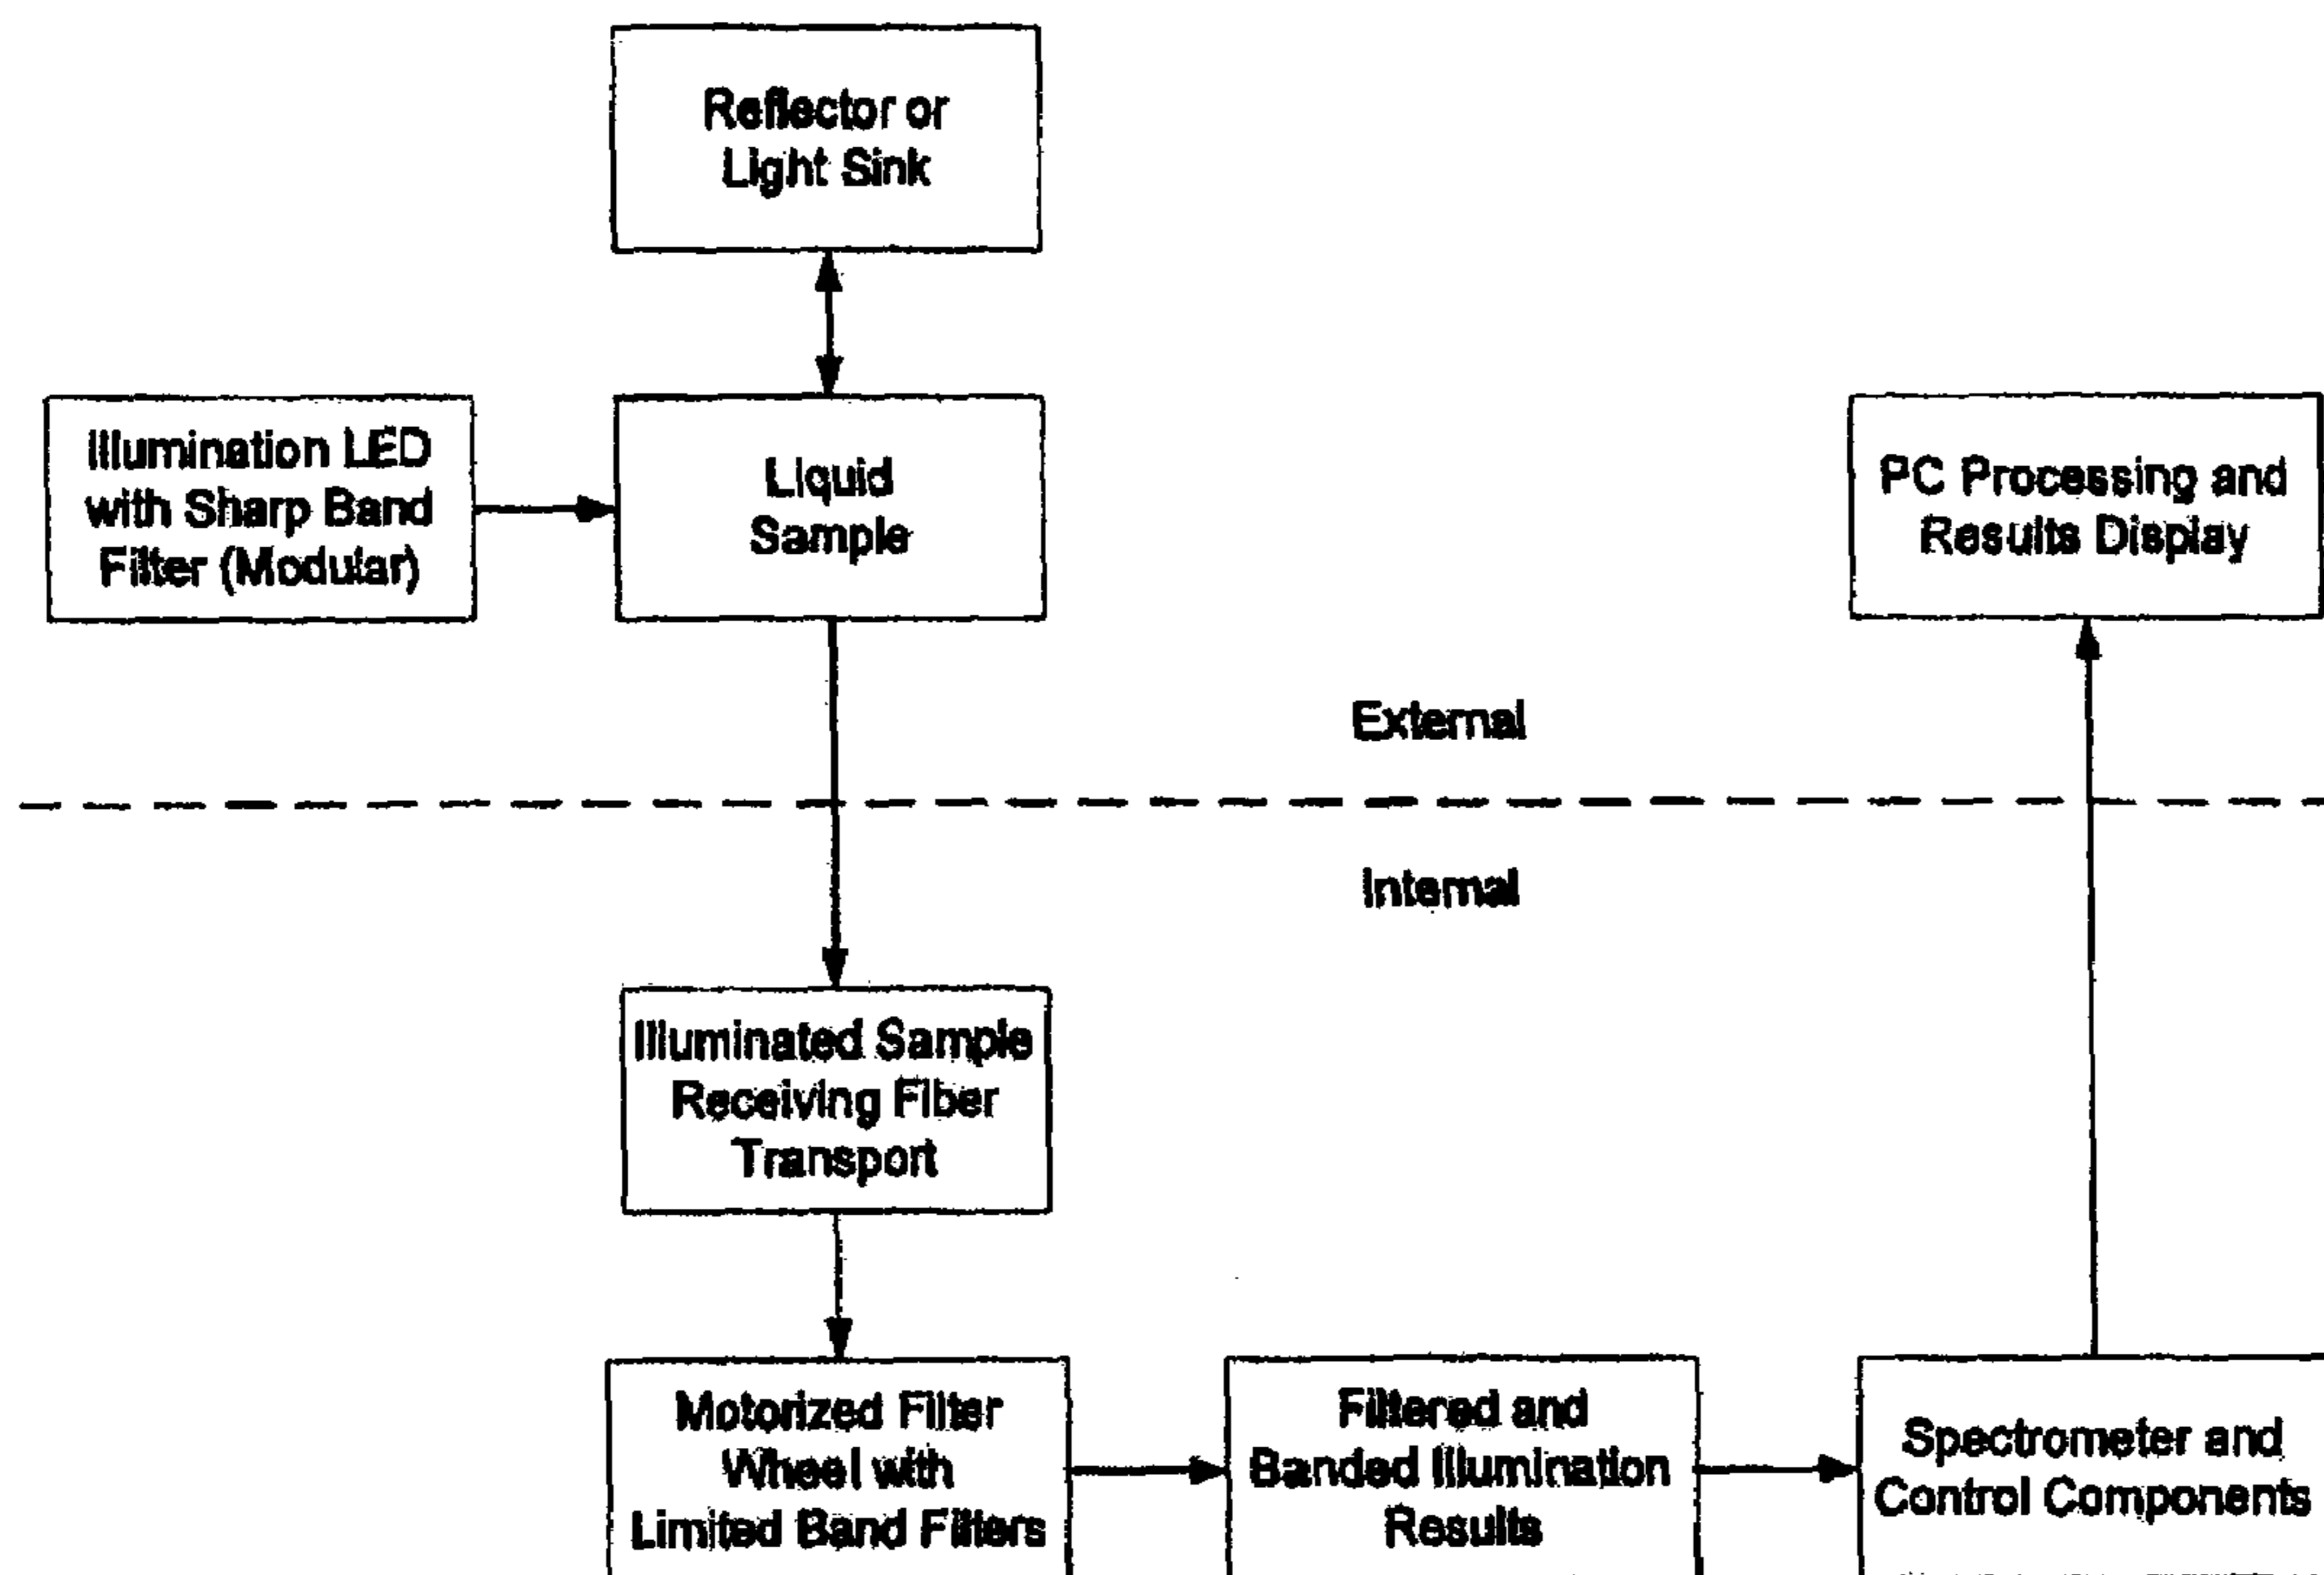 Reflector or
Light Sink
Illumination LED
with Sharp Band
Filter (Modular)
Liquid
Sample
PC Processing and
Results Display
External
Internal
Illuminated Sample
Receiving Fiber
Transport
Motorized Filter
Wheel with
Limited Band Filters
Filtered and
Banded Illumination
Results
Spectrometer and
Control Components